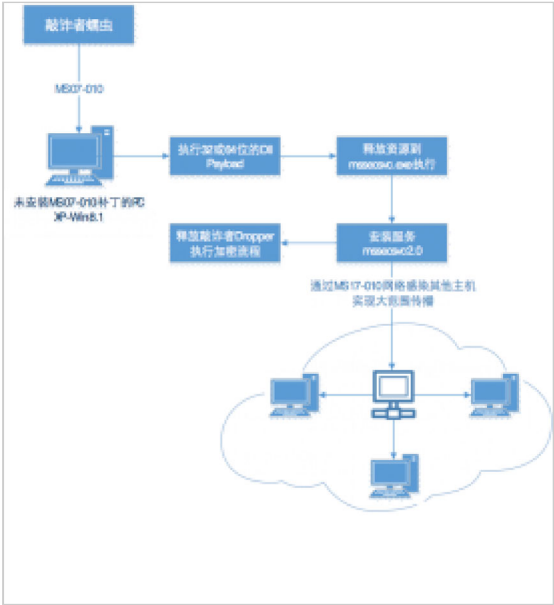 敲诈者蠕虫
MS07-010
执行32或64位的Dll
Payload
释放资源到
mssecsvc.exe执行
未安装MS07-010补丁的PC
XP-Win8.1
释放敲诈者Dropper
执行加密流程
安装服务
mssecsvc2.0
通过MS17-010网络感染其他主机
实现大范围传播